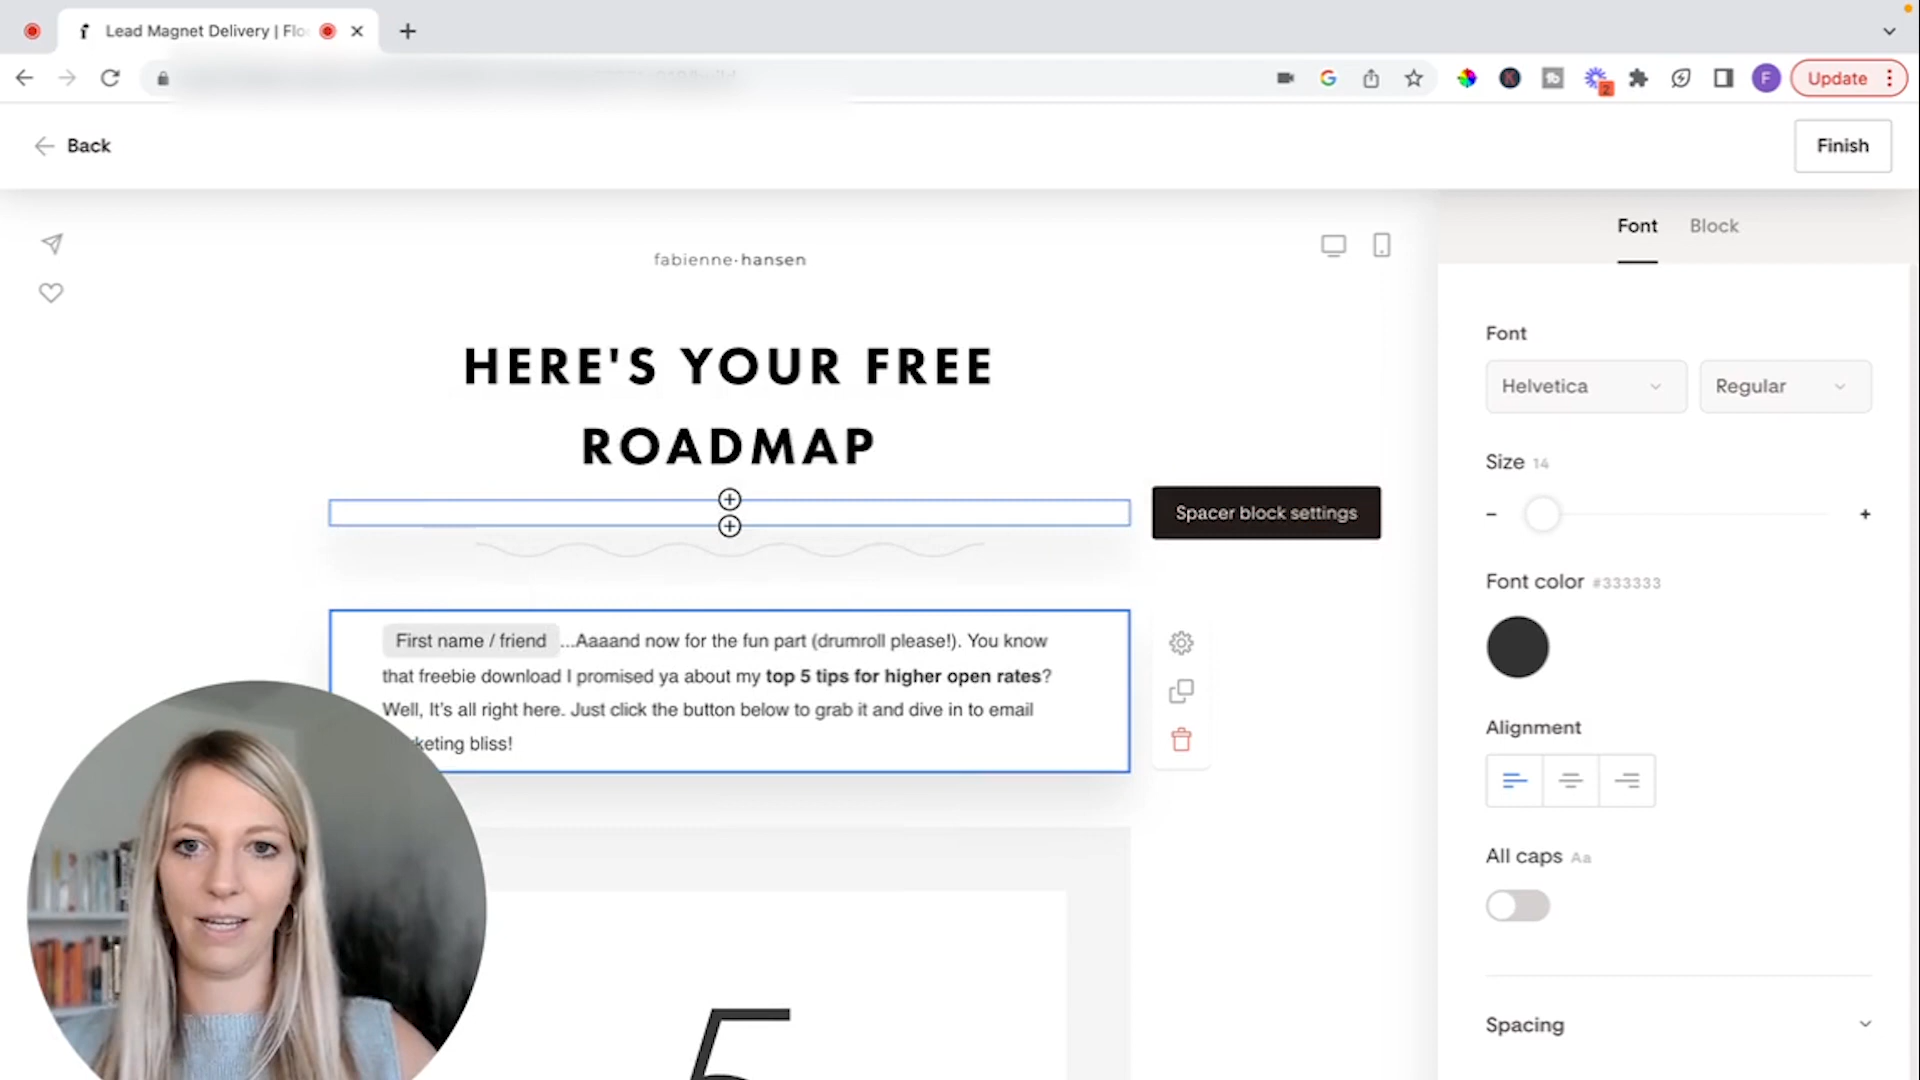 Lead Magnet Delivery | Flo
2
F
Update
Back
Finish
Font
Block
fabienne·hansen
HERE'S YOUR FREE
ROADMAP
Spacer block settings
First name / friend ...Aaaand now for the fun part (drumroll please!). You know
that freebie download I promised ya about my top 5 tips for higher open rates?
Well, It's all right here. Just click the button below to grab it and dive in to email
keting bliss!
5
Font
Helvetica
Regular
Size 14
Font color #333333
Alignment
All caps Aa
Spacing